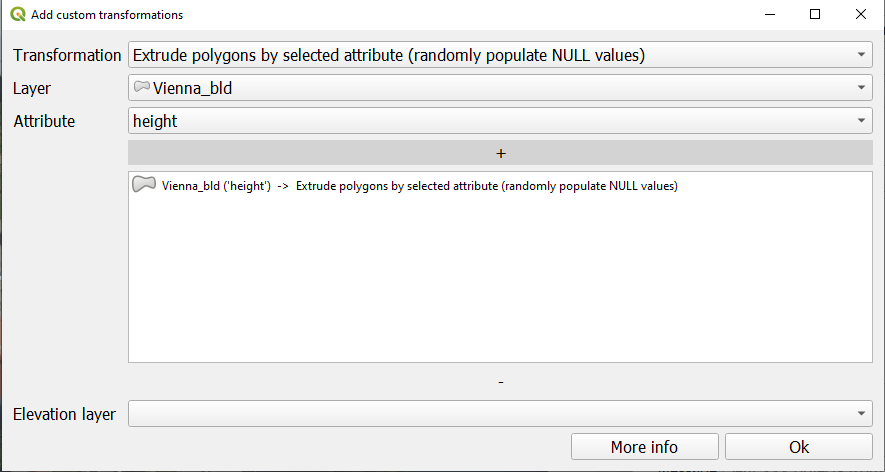 Add custom transformations
Transformation Extrude polygons by selected attribute (randomly populate NULL values)
Layer Vienna_bld
Attribute height
+
Vienna_bld ('height') -> Extrude polygons by selected attribute (randomly populate NULL values)
-
Elevation layer
More info Ok